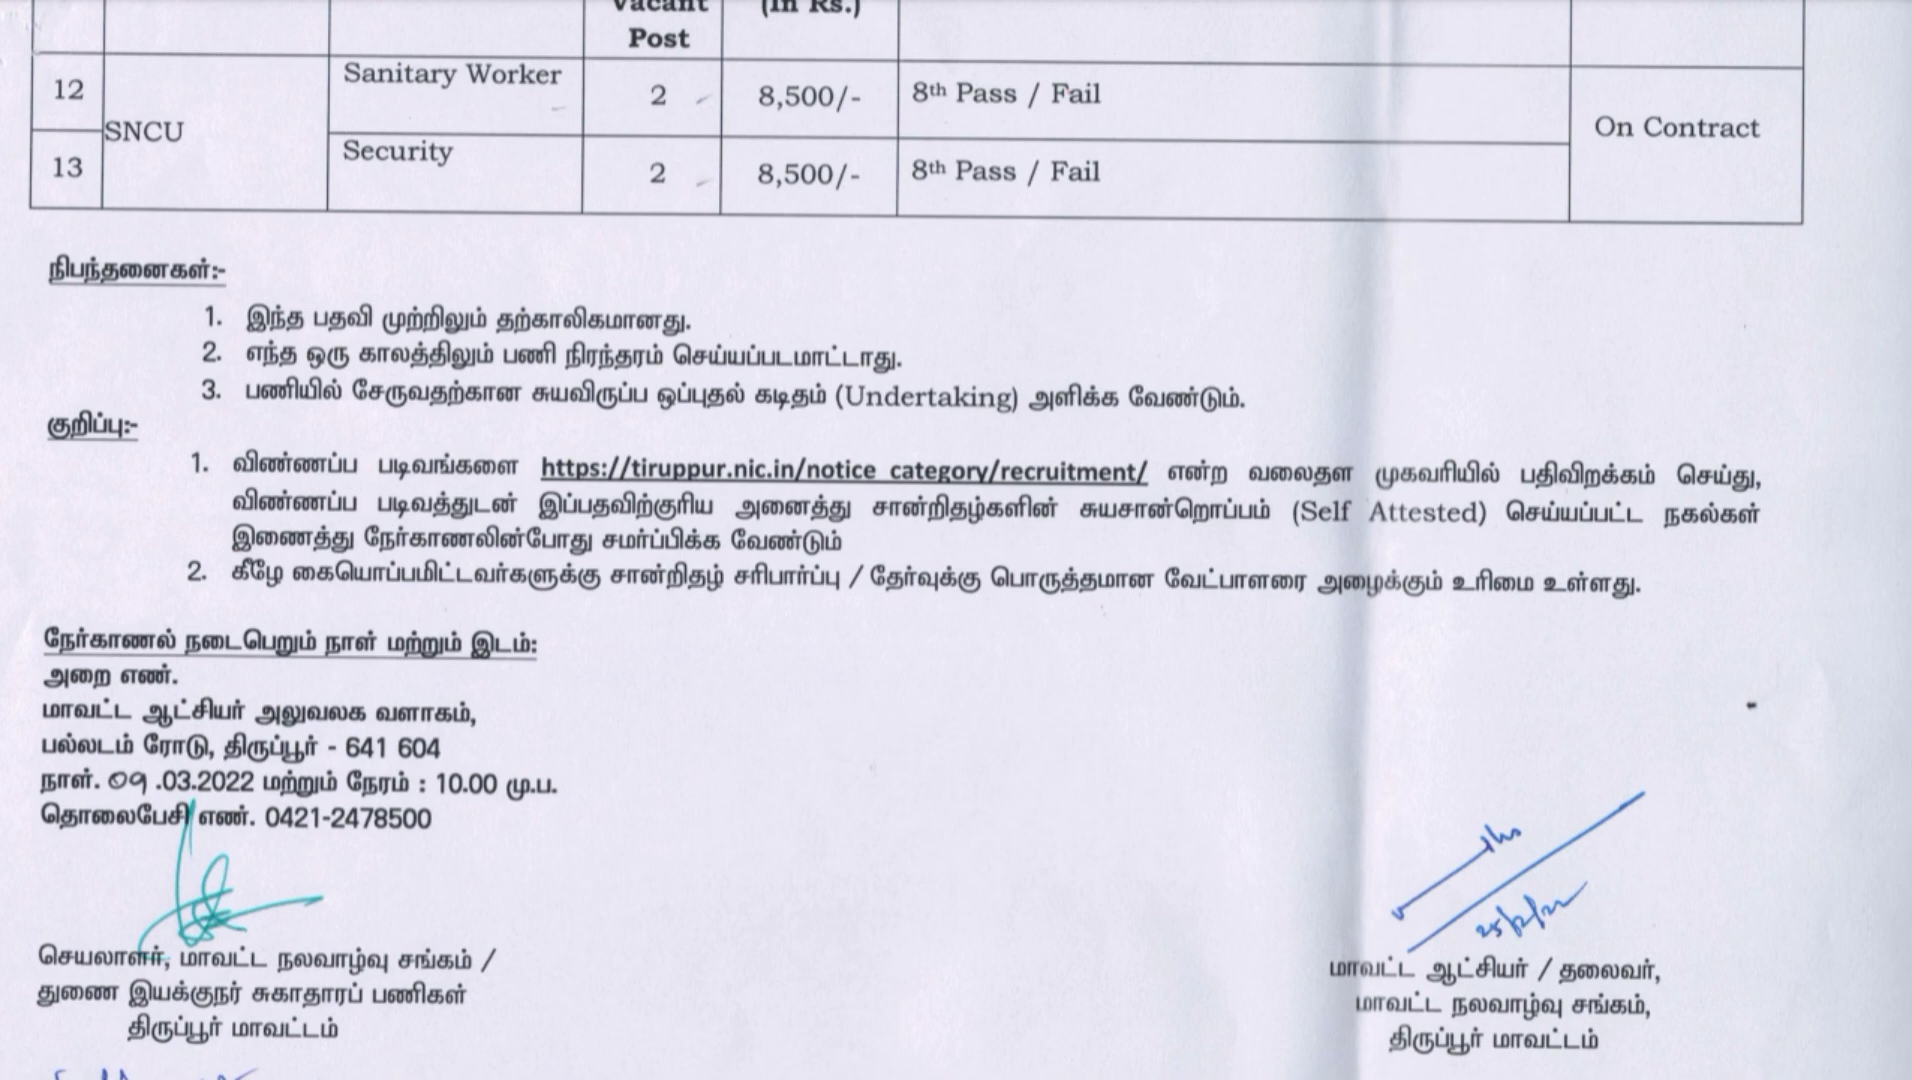 Vacant (In Rs.)
Post
12 SNCU Sanitary Worker 2 8,500/- 8th Pass / Fail On Contract
13 Security 2 8,500/- 8th Pass / Fail
நிபந்தனைகள்:-
1. இந்த பதவி முற்றிலும் தற்காலிகமானது.
2. எந்த ஒரு காலத்திலும் பணி நிரந்தரம் செய்யப்படமாட்டாது.
3. பணியில் சேருவதற்கான சுயவிருப்ப ஒப்புதல் கடிதம் (Undertaking) அளிக்க வேண்டும்.
குறிப்பு:-
1. விண்ணப்ப படிவங்களை https://tiruppur.nic.in/notice_category/recruitment/ என்ற வலைதள முகவரியில் பதிவிறக்கம் செய்து,
விண்ணப்ப படிவத்துடன் இப்பதவிற்குரிய அனைத்து சான்றிதழ்களின் சுயசான்றொப்பம் (Self Attested) செய்யப்பட்ட நகல்கள்
இணைத்து நேர்காணலின்போது சமர்ப்பிக்க வேண்டும்
2. கீழே கையொப்பமிட்டவர்களுக்கு சான்றிதழ் சரிபார்ப்பு / தேர்வுக்கு பொருத்தமான வேட்பாளரை அழைக்கும் உரிமை உள்ளது.
நேர்காணல் நடைபெறும் நாள் மற்றும் இடம்:
அறை எண்.
மாவட்ட ஆட்சியர் அலுவலக வளாகம்,
பல்லடம் ரோடு, திருப்பூர் - 641 604
நாள். 09 .03.2022 மற்றும் நேரம் : 10.00 மு.ப.
தொலைபேசி எண். 0421-2478500
25/2/22
செயலாளர், மாவட்ட நலவாழ்வு சங்கம் /
துணை இயக்குநர் சுகாதாரப் பணிகள்
திருப்பூர் மாவட்டம்
மாவட்ட ஆட்சியர் / தலைவர்,
மாவட்ட நலவாழ்வு சங்கம்,
திருப்பூர் மாவட்டம்